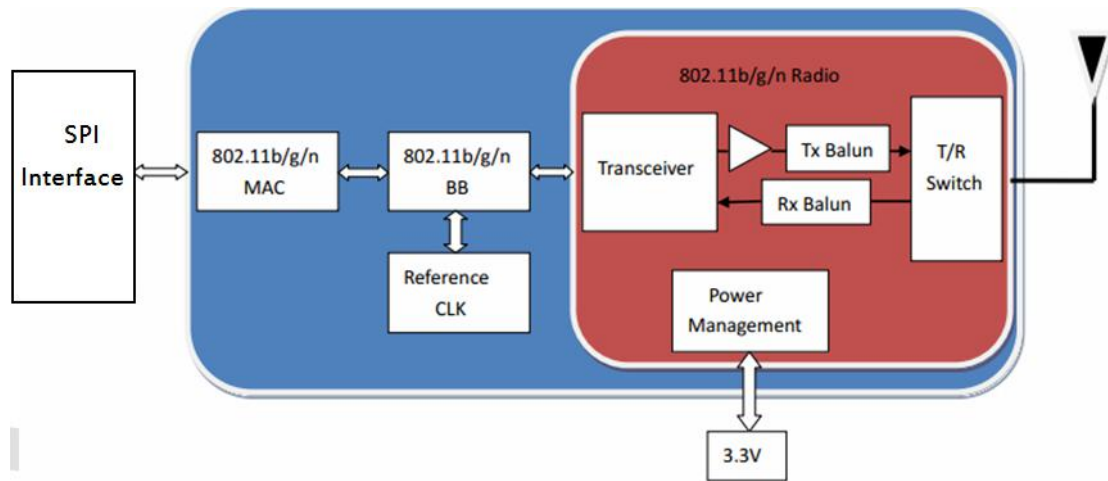 SPI
Interface
802.11b/g/n
MAC
802.11b/g/n
BB
Reference
CLK
802.11b/g/n Radio
Transceiver
Tx Balun
Rx Balun
T/R
Switch
Power
Management
3.3V